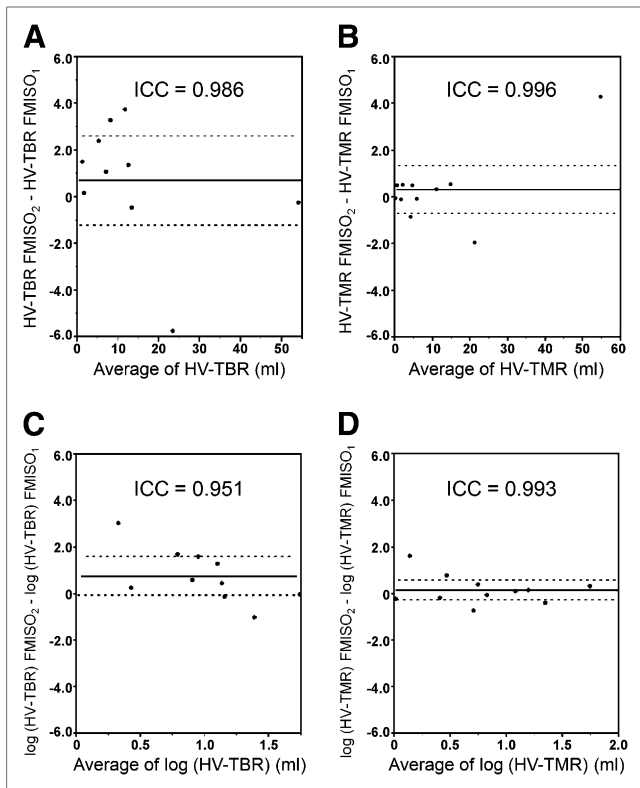 A
HV-TBR FMISO₂ - HV-TBR FMISO₁
6.0
4.0
2.0
0
-2.0
-4.0
-6.0
ICC = 0.986
0 10 20 30 40 50
Average of HV-TBR (ml)
B
HV-TMR FMISO₂ - HV-TMR FMISO₁
6.0
4.0
2.0
0
-2.0
-4.0
-6.0
ICC = 0.996
0 10 20 30 40 50 60
Average of HV-TMR (ml)
C
log (HV-TBR) FMISO₂ - log (HV-TBR) FMISO₁
6.0
4.0
2.0
0
-2.0
-4.0
-6.0
ICC = 0.951
0 0.5 1.0 1.5
Average of log (HV-TBR) (ml)
D
log (HV-TMR) FMISO₂ - log (HV-TMR) FMISO₁
6.0
4.0
2.0
0
-2.0
-4.0
-6.0
ICC = 0.993
0 0.5 1.0 1.5 2.0
Average of log (HV-TMR) (ml)